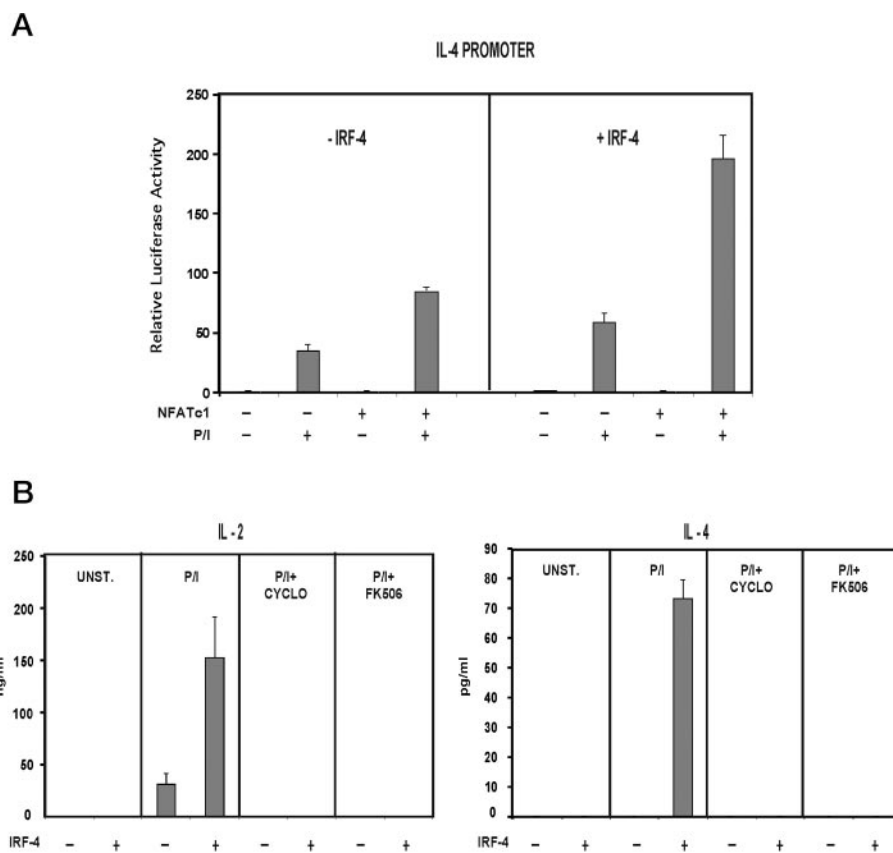 A
IL-4 PROMOTER
250
200
150
100
50
0
Relative Luciferase Activity
- IRF-4
+ IRF-4
NFATc1 – – + + – – + +
P/I – + – + – + – +
B
IL - 2
250
200
150
100
50
0
UNST.
P/I
P/I+
CYCLO
P/I+
FK506
IRF-4 – + – + – + – +
IL - 4
90
80
70
60
50
40
30
20
10
0
pg/ml
UNST.
P/I
P/I+
CYCLO
P/I+
FK506
IRF-4 – + – + – + – +